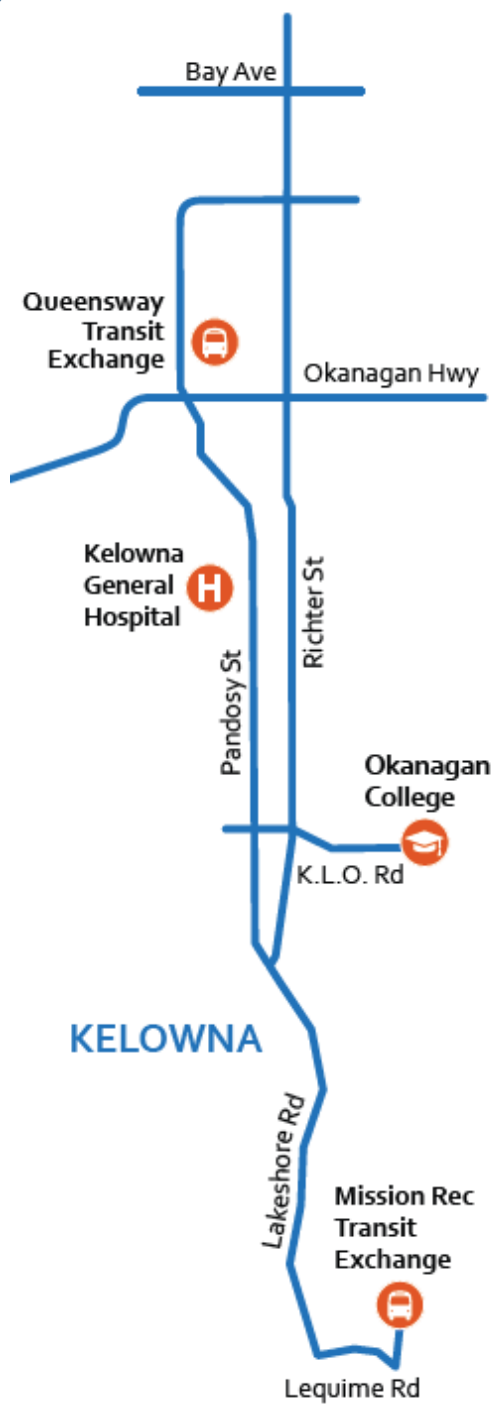 Bay Ave
Queensway
Transit
Exchange
Okanagan Hwy
Kelowna
General
Hospital
H
Richter St
Pandosy St
Okanagan
College
K.L.O. Rd
KELOWNA
Lakeshore Rd
Mission Rec
Transit
Exchange
Lequime Rd